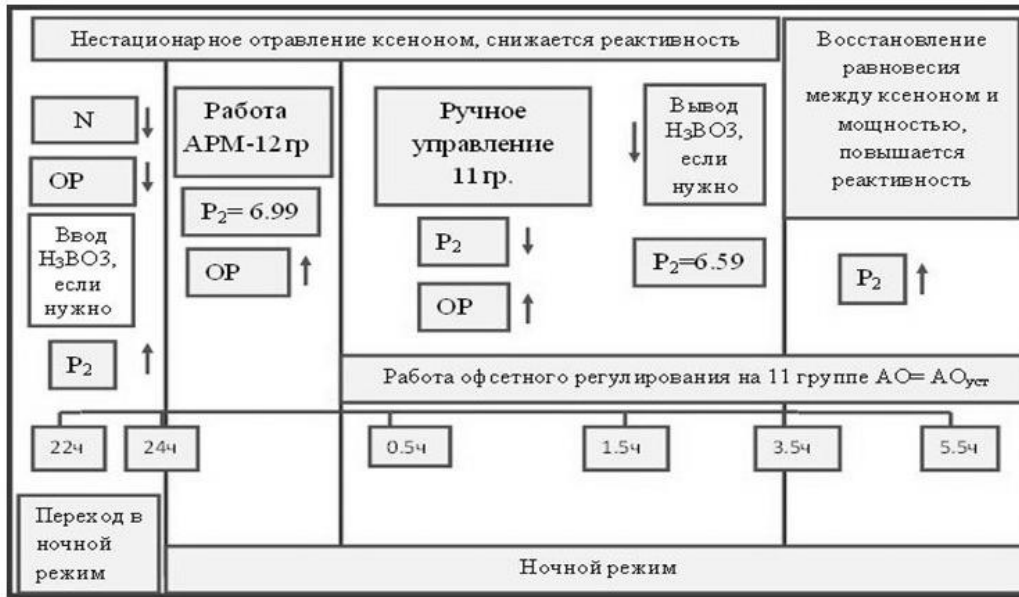 Нестационарное отравление ксеноном, снижается реактивность
Восстановление
равновесия
между ксеноном и
мощностью,
повышается
реактивность
N
ОР
Ввод
H₃BO3,
если
нужно
P₂
Работа
АРМ-12 гр
P₂= 6.99
ОР
Ручное
управление
11 гр.
P₂
ОР
Вывод
H₃BO3,
если
нужно
P₂=6.59
P₂
Работа офсетного регулирования на 11 группе АО= АОуст
22ч
24ч
0.5ч
1.5ч
3.5ч
5.5ч
Переход в
ночной
режим
Ночной режим